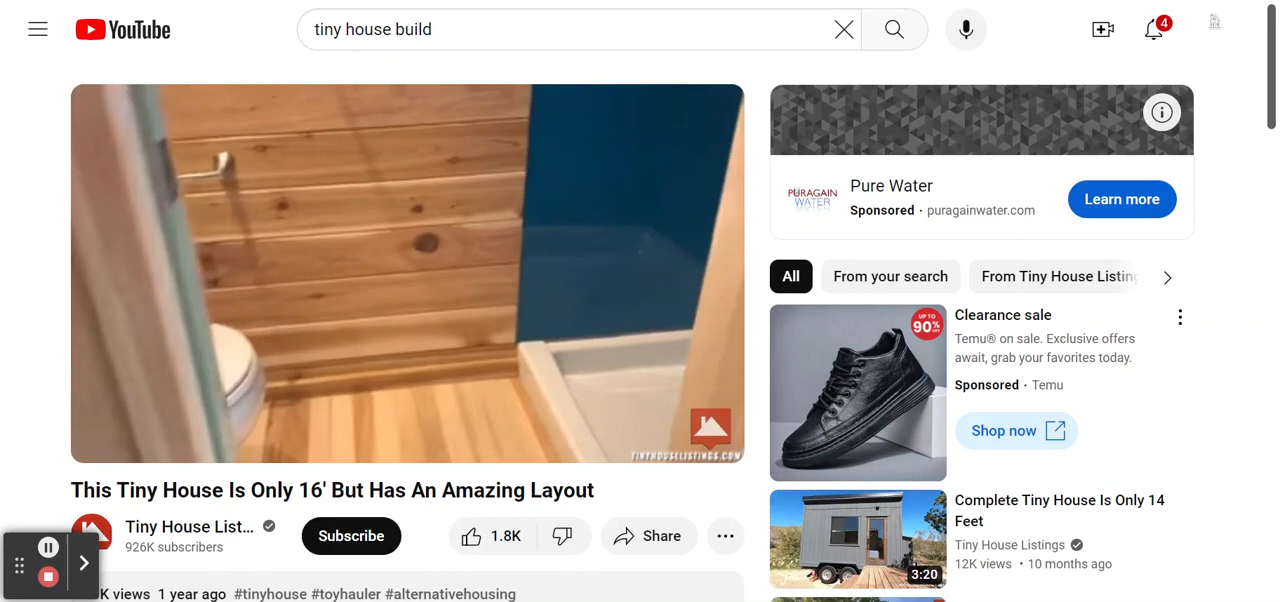 YouTube
tiny house build
4
PURAGAIN
WATER
Pure Water
Sponsored · puragainwater.com
Learn more
All
From your search
From Tiny House Listing
UP TO
90%
OFF
Clearance sale
Temu® on sale. Exclusive offers
await, grab your favorites today.
Sponsored · Temu
Shop now
TINYHOUSELISTINGS.COM
This Tiny House Is Only 16' But Has An Amazing Layout
Tiny House List...
926K subscribers
Subscribe
1.8K
Share
K views 1 year ago #tinyhouse #toyhauler #alternativehousing
3:20
Complete Tiny House Is Only 14
Feet
Tiny House Listings
12K views · 10 months ago